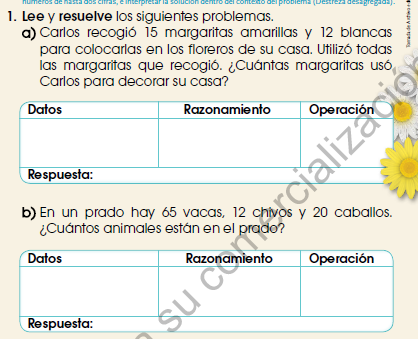 números de hasta dos cifras, e interpretar la solución dentro del contexto del problema (Destreza desagregada).
1. Lee y resuelve los siguientes problemas.
a) Carlos recogió 15 margaritas amarillas y 12 blancas
para colocarlas en los floreros de su casa. Utilizó todas
las margaritas que recogió. ¿Cuántas margaritas usó
Carlos para decorar su casa?
Datos Razonamiento Operación
Respuesta:
b) En un prado hay 65 vacas, 12 chivos y 20 caballos.
¿Cuántos animales están en el prado?
Datos Razonamiento Operación
Respuesta:
su comercialización